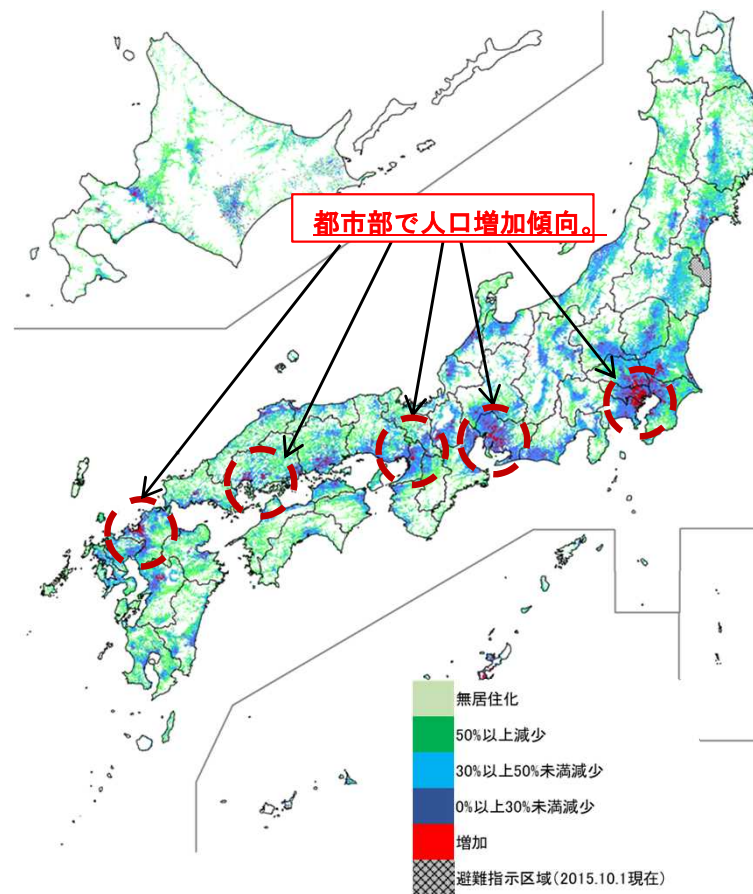 都市部で人口増加傾向。
無居住化
50%以上減少
30%以上50%未満減少
0%以上30%未満減少
増加
避難指示区域(2015.10.1現在)